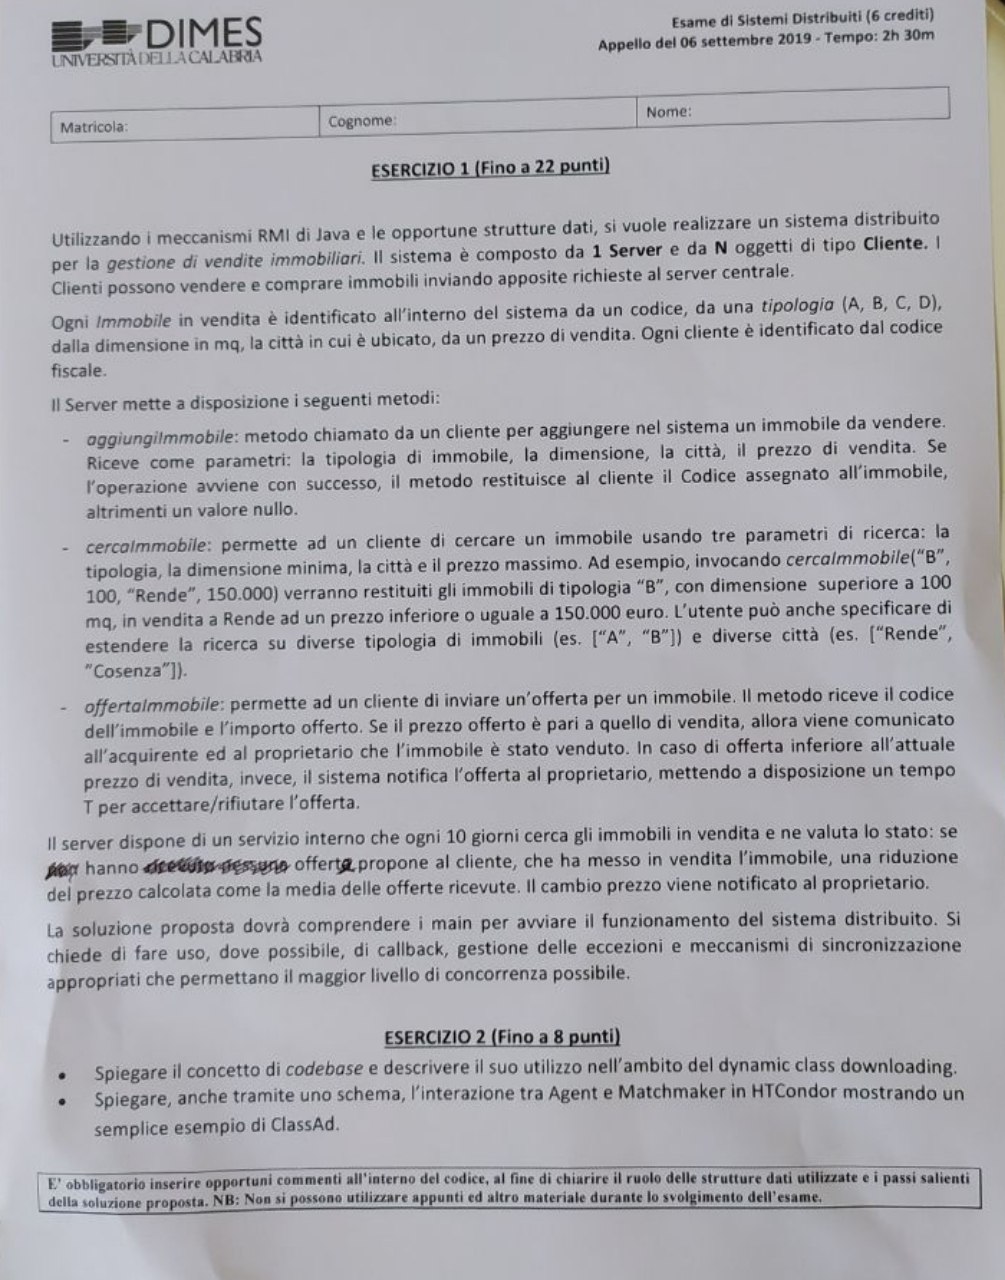 DIMES
UNIVERSITÀ DELLA CALABRIA
Esame di Sistemi Distribuiti (6 crediti)
Appello del 06 settembre 2019 - Tempo: 2h 30m
Matricola: Cognome: Nome:
ESERCIZIO 1 (Fino a 22 punti)
Utilizzando i meccanismi RMI di Java e le opportune strutture dati, si vuole realizzare un sistema distribuito
per la gestione di vendite immobiliari. Il sistema è composto da 1 Server e da N oggetti di tipo Cliente. I
Clienti possono vendere e comprare immobili inviando apposite richieste al server centrale.
Ogni Immobile in vendita è identificato all'interno del sistema da un codice, da una tipologia (A, B, C, D),
dalla dimensione in mq, la città in cui è ubicato, da un prezzo di vendita. Ogni cliente è identificato dal codice
fiscale.
Il Server mette a disposizione i seguenti metodi:
- aggiungiImmobile: metodo chiamato da un cliente per aggiungere nel sistema un immobile da vendere.
Riceve come parametri: la tipologia di immobile, la dimensione, la città, il prezzo di vendita. Se
l'operazione avviene con successo, il metodo restituisce al cliente il Codice assegnato all'immobile,
altrimenti un valore nullo.
- cercaImmobile: permette ad un cliente di cercare un immobile usando tre parametri di ricerca: la
tipologia, la dimensione minima, la città e il prezzo massimo. Ad esempio, invocando cercaImmobile("B",
100, "Rende", 150.000) verranno restituiti gli immobili di tipologia "B", con dimensione superiore a 100
mq, in vendita a Rende ad un prezzo inferiore o uguale a 150.000 euro. L'utente può anche specificare di
estendere la ricerca su diverse tipologia di immobili (es. ["A", "B"]) e diverse città (es. ["Rende",
"Cosenza"]).
- offertaImmobile: permette ad un cliente di inviare un'offerta per un immobile. Il metodo riceve il codice
dell'immobile e l'importo offerto. Se il prezzo offerto è pari a quello di vendita, allora viene comunicato
all'acquirente ed al proprietario che l'immobile è stato venduto. In caso di offerta inferiore all'attuale
prezzo di vendita, invece, il sistema notifica l'offerta al proprietario, mettendo a disposizione un tempo
T per accettare/rifiutare l'offerta.
Il server dispone di un servizio interno che ogni 10 giorni cerca gli immobili in vendita e ne valuta lo stato: se
hanno offerte propone al cliente, che ha messo in vendita l'immobile, una riduzione
del prezzo calcolata come la media delle offerte ricevute. Il cambio prezzo viene notificato al proprietario.
La soluzione proposta dovrà comprendere i main per avviare il funzionamento del sistema distribuito. Si
chiede di fare uso, dove possibile, di callback, gestione delle eccezioni e meccanismi di sincronizzazione
appropriati che permettano il maggior livello di concorrenza possibile.
ESERCIZIO 2 (Fino a 8 punti)
• Spiegare il concetto di codebase e descrivere il suo utilizzo nell'ambito del dynamic class downloading.
• Spiegare, anche tramite uno schema, l'interazione tra Agent e Matchmaker in HTCondor mostrando un
semplice esempio di ClassAd.
E' obbligatorio inserire opportuni commenti all'interno del codice, al fine di chiarire il ruolo delle strutture dati utilizzate e i passi salienti
della soluzione proposta. NB: Non si possono utilizzare appunti ed altro materiale durante lo svolgimento dell'esame.